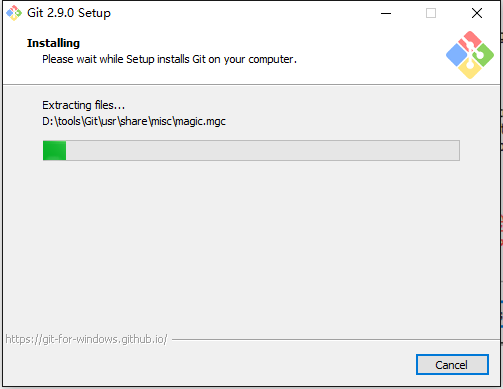 Git 2.9.0 Setup
Installing
Please wait while Setup installs Git on your computer.
Extracting files...
D:\tools\Git\usr\share\misc\magic.mgc
https://git-for-windows.github.io/
Cancel